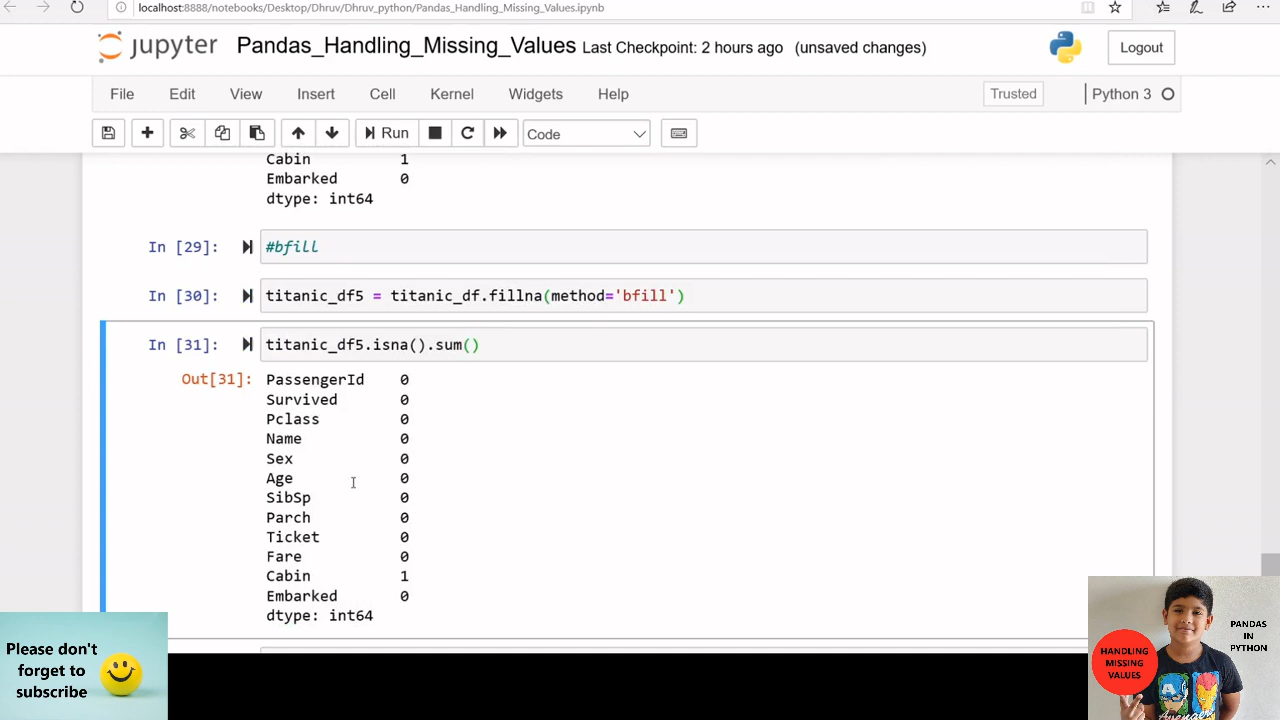 localhost:8888/notebooks/Desktop/Dhruv/Dhruv_python/Pandas_Handling_Missing_Values.ipynb
jupyter Pandas_Handling_Missing_Values Last Checkpoint: 2 hours ago (unsaved changes) Logout
File Edit View Insert Cell Kernel Widgets Help Trusted Python 3
Run Code
Cabin 1
Embarked 0
dtype: int64
In [29]: #bfill
In [30]: titanic_df5 = titanic_df.fillna(method='bfill')
In [31]: titanic_df5.isna().sum()
Out[31]: PassengerId 0
Survived 0
Pclass 0
Name 0
Sex 0
Age 0
SibSp 0
Parch 0
Ticket 0
Fare 0
Cabin 1
Embarked 0
dtype: int64
Please don't
forget to
subscribe
HANDLING
MISSING
VALUES
PANDAS
IN
PYTHON